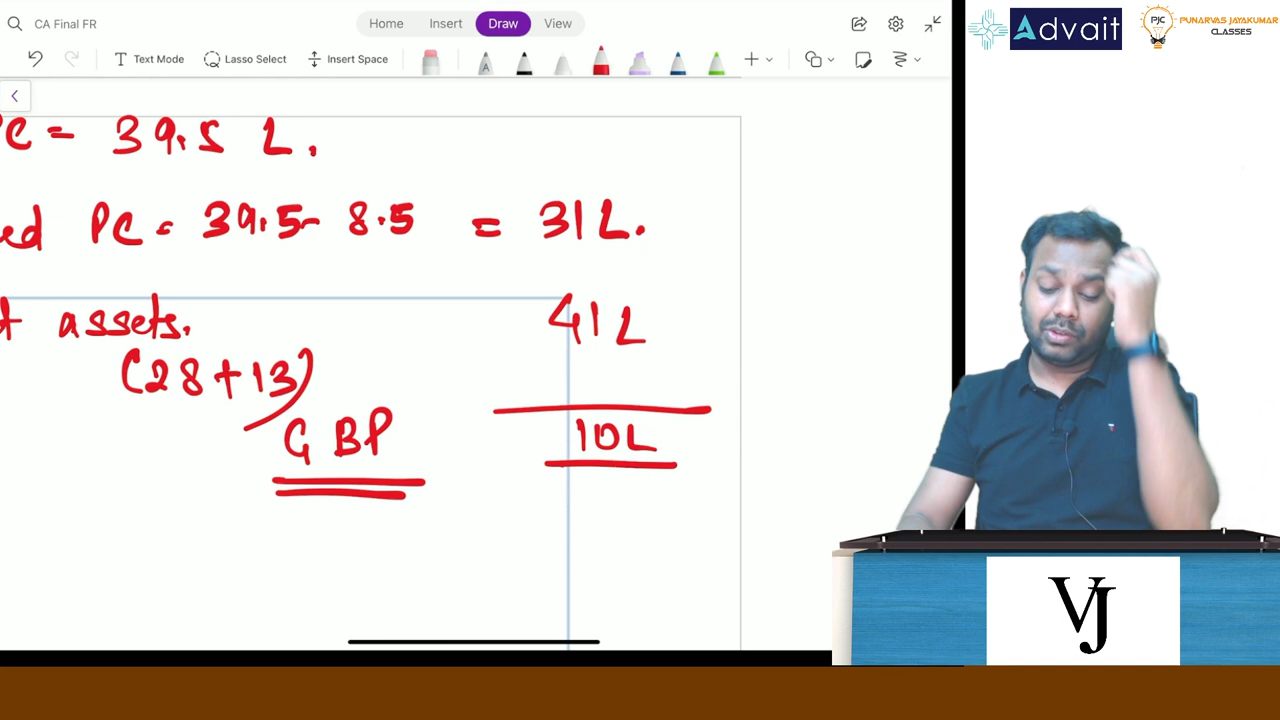 CA Final FR
Home Insert Draw View
Advait
PJC PUNARVAS JAYAKUMAR CLASSES
Text Mode Lasso Select Insert Space
PC = 39.5 L.
ed PC = 39.5 - 8.5 = 31 L.
t assets. 41 L
(28 + 13)
GBP 10L
VJ